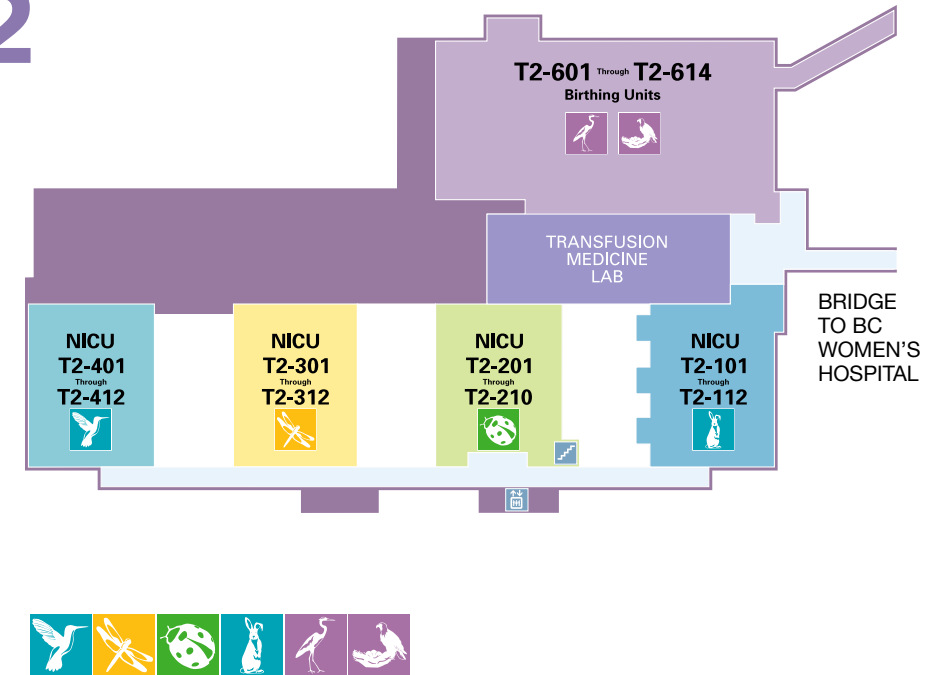 2
T2-601 Through T2-614
Birthing Units
TRANSFUSION
MEDICINE
LAB
NICU
T2-401
Through
T2-412
NICU
T2-301
Through
T2-312
NICU
T2-201
Through
T2-210
NICU
T2-101
Through
T2-112
BRIDGE
TO BC
WOMEN'S
HOSPITAL